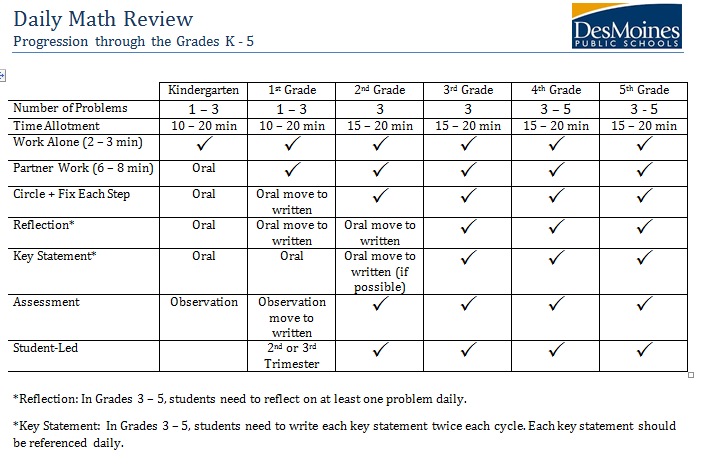 Daily Math Review
Progression through the Grades K - 5
DesMoines
PUBLIC SCHOOLS
Kindergarten 1st Grade 2nd Grade 3rd Grade 4th Grade 5th Grade
Number of Problems 1 – 3 1 – 3 3 3 3 – 5 3 - 5
Time Allotment 10 – 20 min 10 – 20 min 15 – 20 min 15 – 20 min 15 – 20 min 15 – 20 min
Work Alone (2 – 3 min) ✓ ✓ ✓ ✓ ✓ ✓
Partner Work (6 – 8 min) Oral ✓ ✓ ✓ ✓ ✓
Circle + Fix Each Step Oral Oral move to ✓ ✓ ✓ ✓
written
Reflection* Oral Oral move to Oral move to ✓ ✓ ✓
written written
Key Statement* Oral Oral Oral move to ✓ ✓ ✓
written (if
possible)
Assessment Observation Observation ✓ ✓ ✓ ✓
move to
written
Student-Led 2nd or 3rd ✓ ✓ ✓ ✓
Trimester
*Reflection: In Grades 3 – 5, students need to reflect on at least one problem daily.
*Key Statement: In Grades 3 – 5, students need to write each key statement twice each cycle. Each key statement should
be referenced daily.